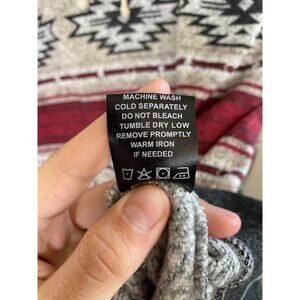 MACHINE WASH
COLD SEPARATELY
DO NOT BLEACH
TUMBLE DRY LOW
REMOVE PROMPTLY
WARM IRON
IF NEEDED